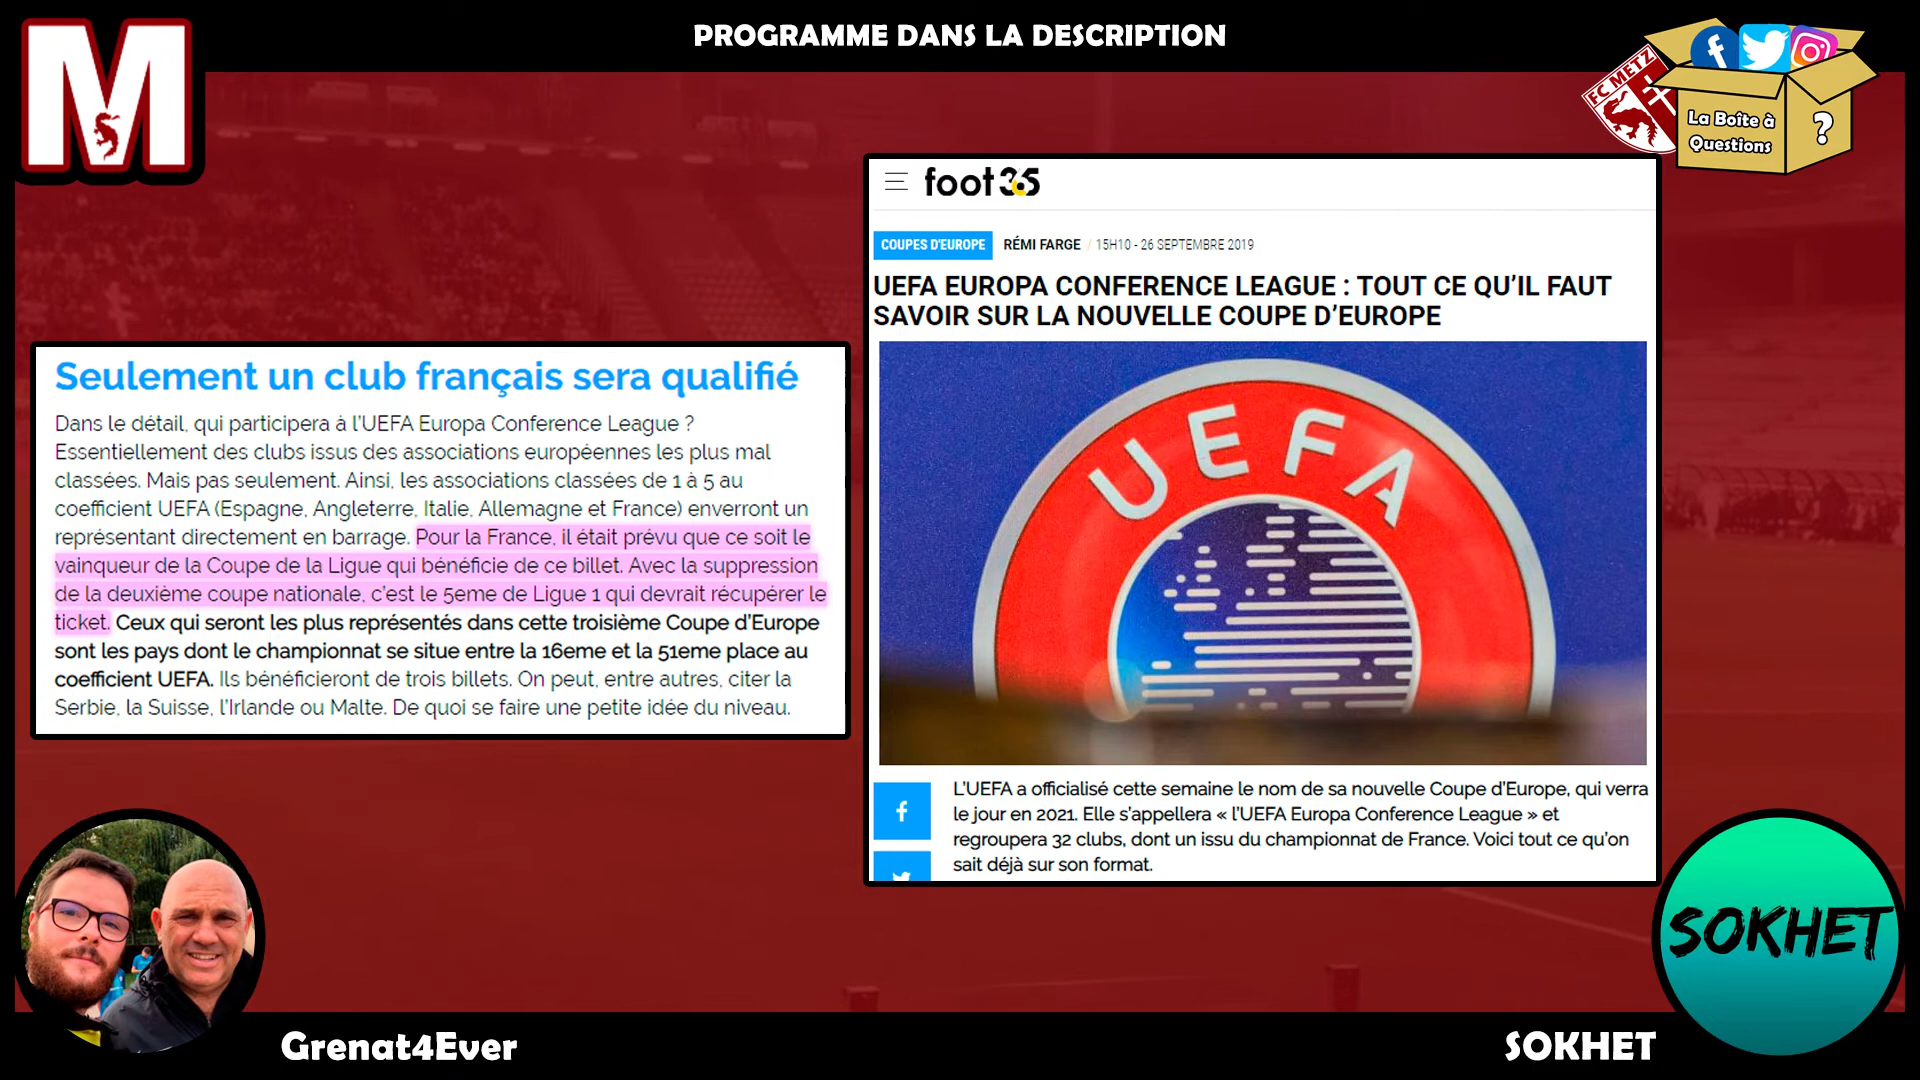 PROGRAMME DANS LA DESCRIPTION
M
FC METZ
La Boîte à
Questions
?
foot365
COUPES D'EUROPE RÉMI FARGE / 15H10 - 26 SEPTEMBRE 2019
UEFA EUROPA CONFERENCE LEAGUE : TOUT CE QU'IL FAUT
SAVOIR SUR LA NOUVELLE COUPE D'EUROPE
UEFA
L'UEFA a officialisé cette semaine le nom de sa nouvelle Coupe d'Europe, qui verra
le jour en 2021. Elle s'appellera « l'UEFA Europa Conference League » et
regroupera 32 clubs, dont un issu du championnat de France. Voici tout ce qu'on
sait déjà sur son format.
Seulement un club français sera qualifié
Dans le détail, qui participera à l'UEFA Europa Conference League ?
Essentiellement des clubs issus des associations européennes les plus mal
classées. Mais pas seulement. Ainsi, les associations classées de 1 à 5 au
coefficient UEFA (Espagne, Angleterre, Italie, Allemagne et France) enverront un
représentant directement en barrage. Pour la France, il était prévu que ce soit le
vainqueur de la Coupe de la Ligue qui bénéficie de ce billet. Avec la suppression
de la deuxième coupe nationale, c'est le 5eme de Ligue 1 qui devrait récupérer le
ticket. Ceux qui seront les plus représentés dans cette troisième Coupe d'Europe
sont les pays dont le championnat se situe entre la 16eme et la 51eme place au
coefficient UEFA. Ils bénéficieront de trois billets. On peut, entre autres, citer la
Serbie, la Suisse, l'Irlande ou Malte. De quoi se faire une petite idée du niveau.
SOKHET
Grenat4Ever
SOKHET